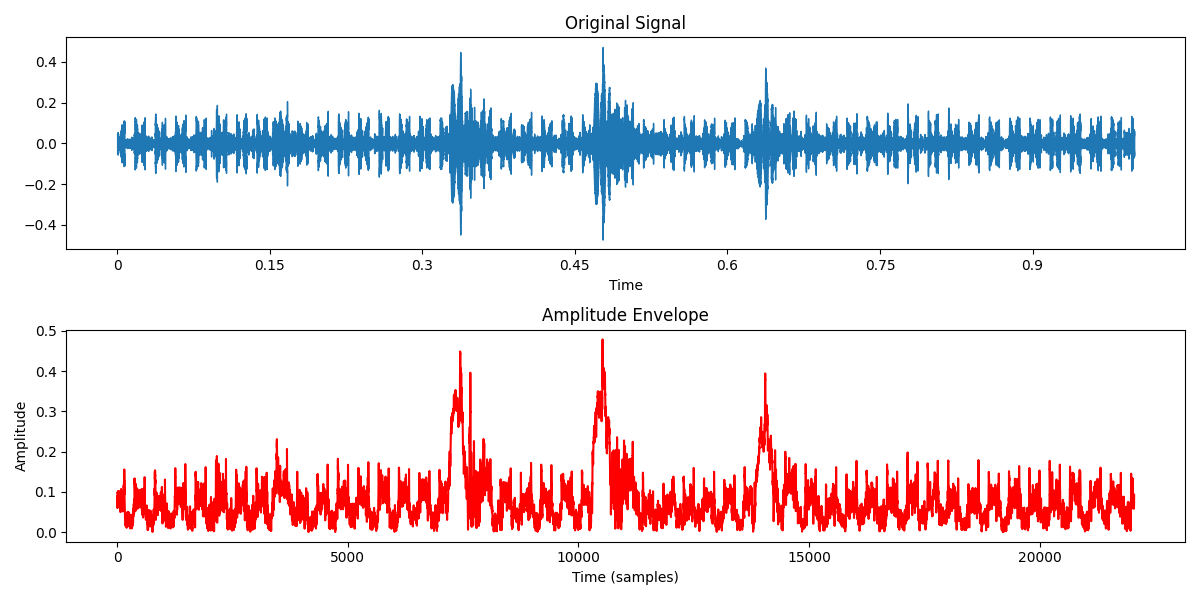 Original Signal
0.4
0.2
0.0
−0.2
−0.4
0 0.15 0.3 0.45 0.6 0.75 0.9
Time
Amplitude Envelope
Amplitude
0.5
0.4
0.3
0.2
0.1
0.0
0 5000 10000 15000 20000
Time (samples)